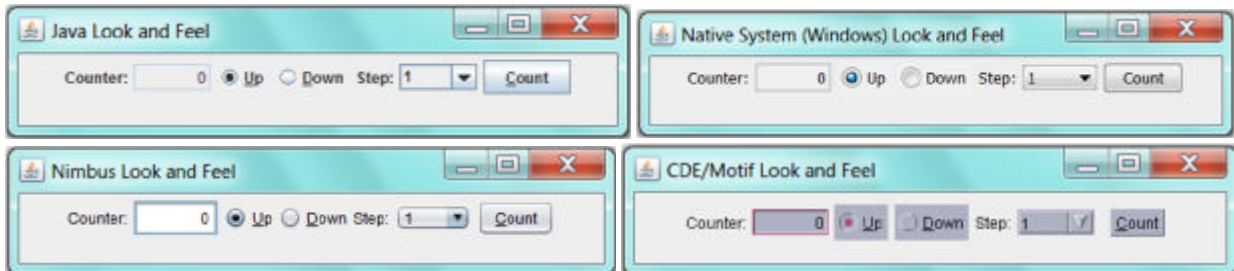 Java Look and Feel
Counter: 0 Up Down Step: 1 Count
Native System (Windows) Look and Feel
Counter: 0 Up Down Step: 1 Count
Nimbus Look and Feel
Counter: 0 Up Down Step: 1 Count
CDE/Motif Look and Feel
Counter: 0 Up Down Step: 1 Count